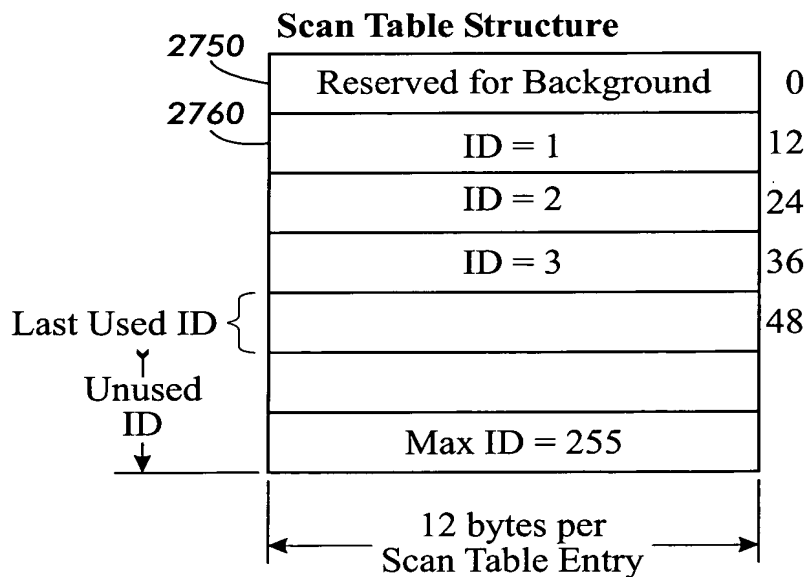 Scan Table Structure
2750
Reserved for Background
0
2760
ID = 1
12
ID = 2
24
ID = 3
36
Last Used ID
48
Unused
ID
Max ID = 255
12 bytes per
Scan Table Entry